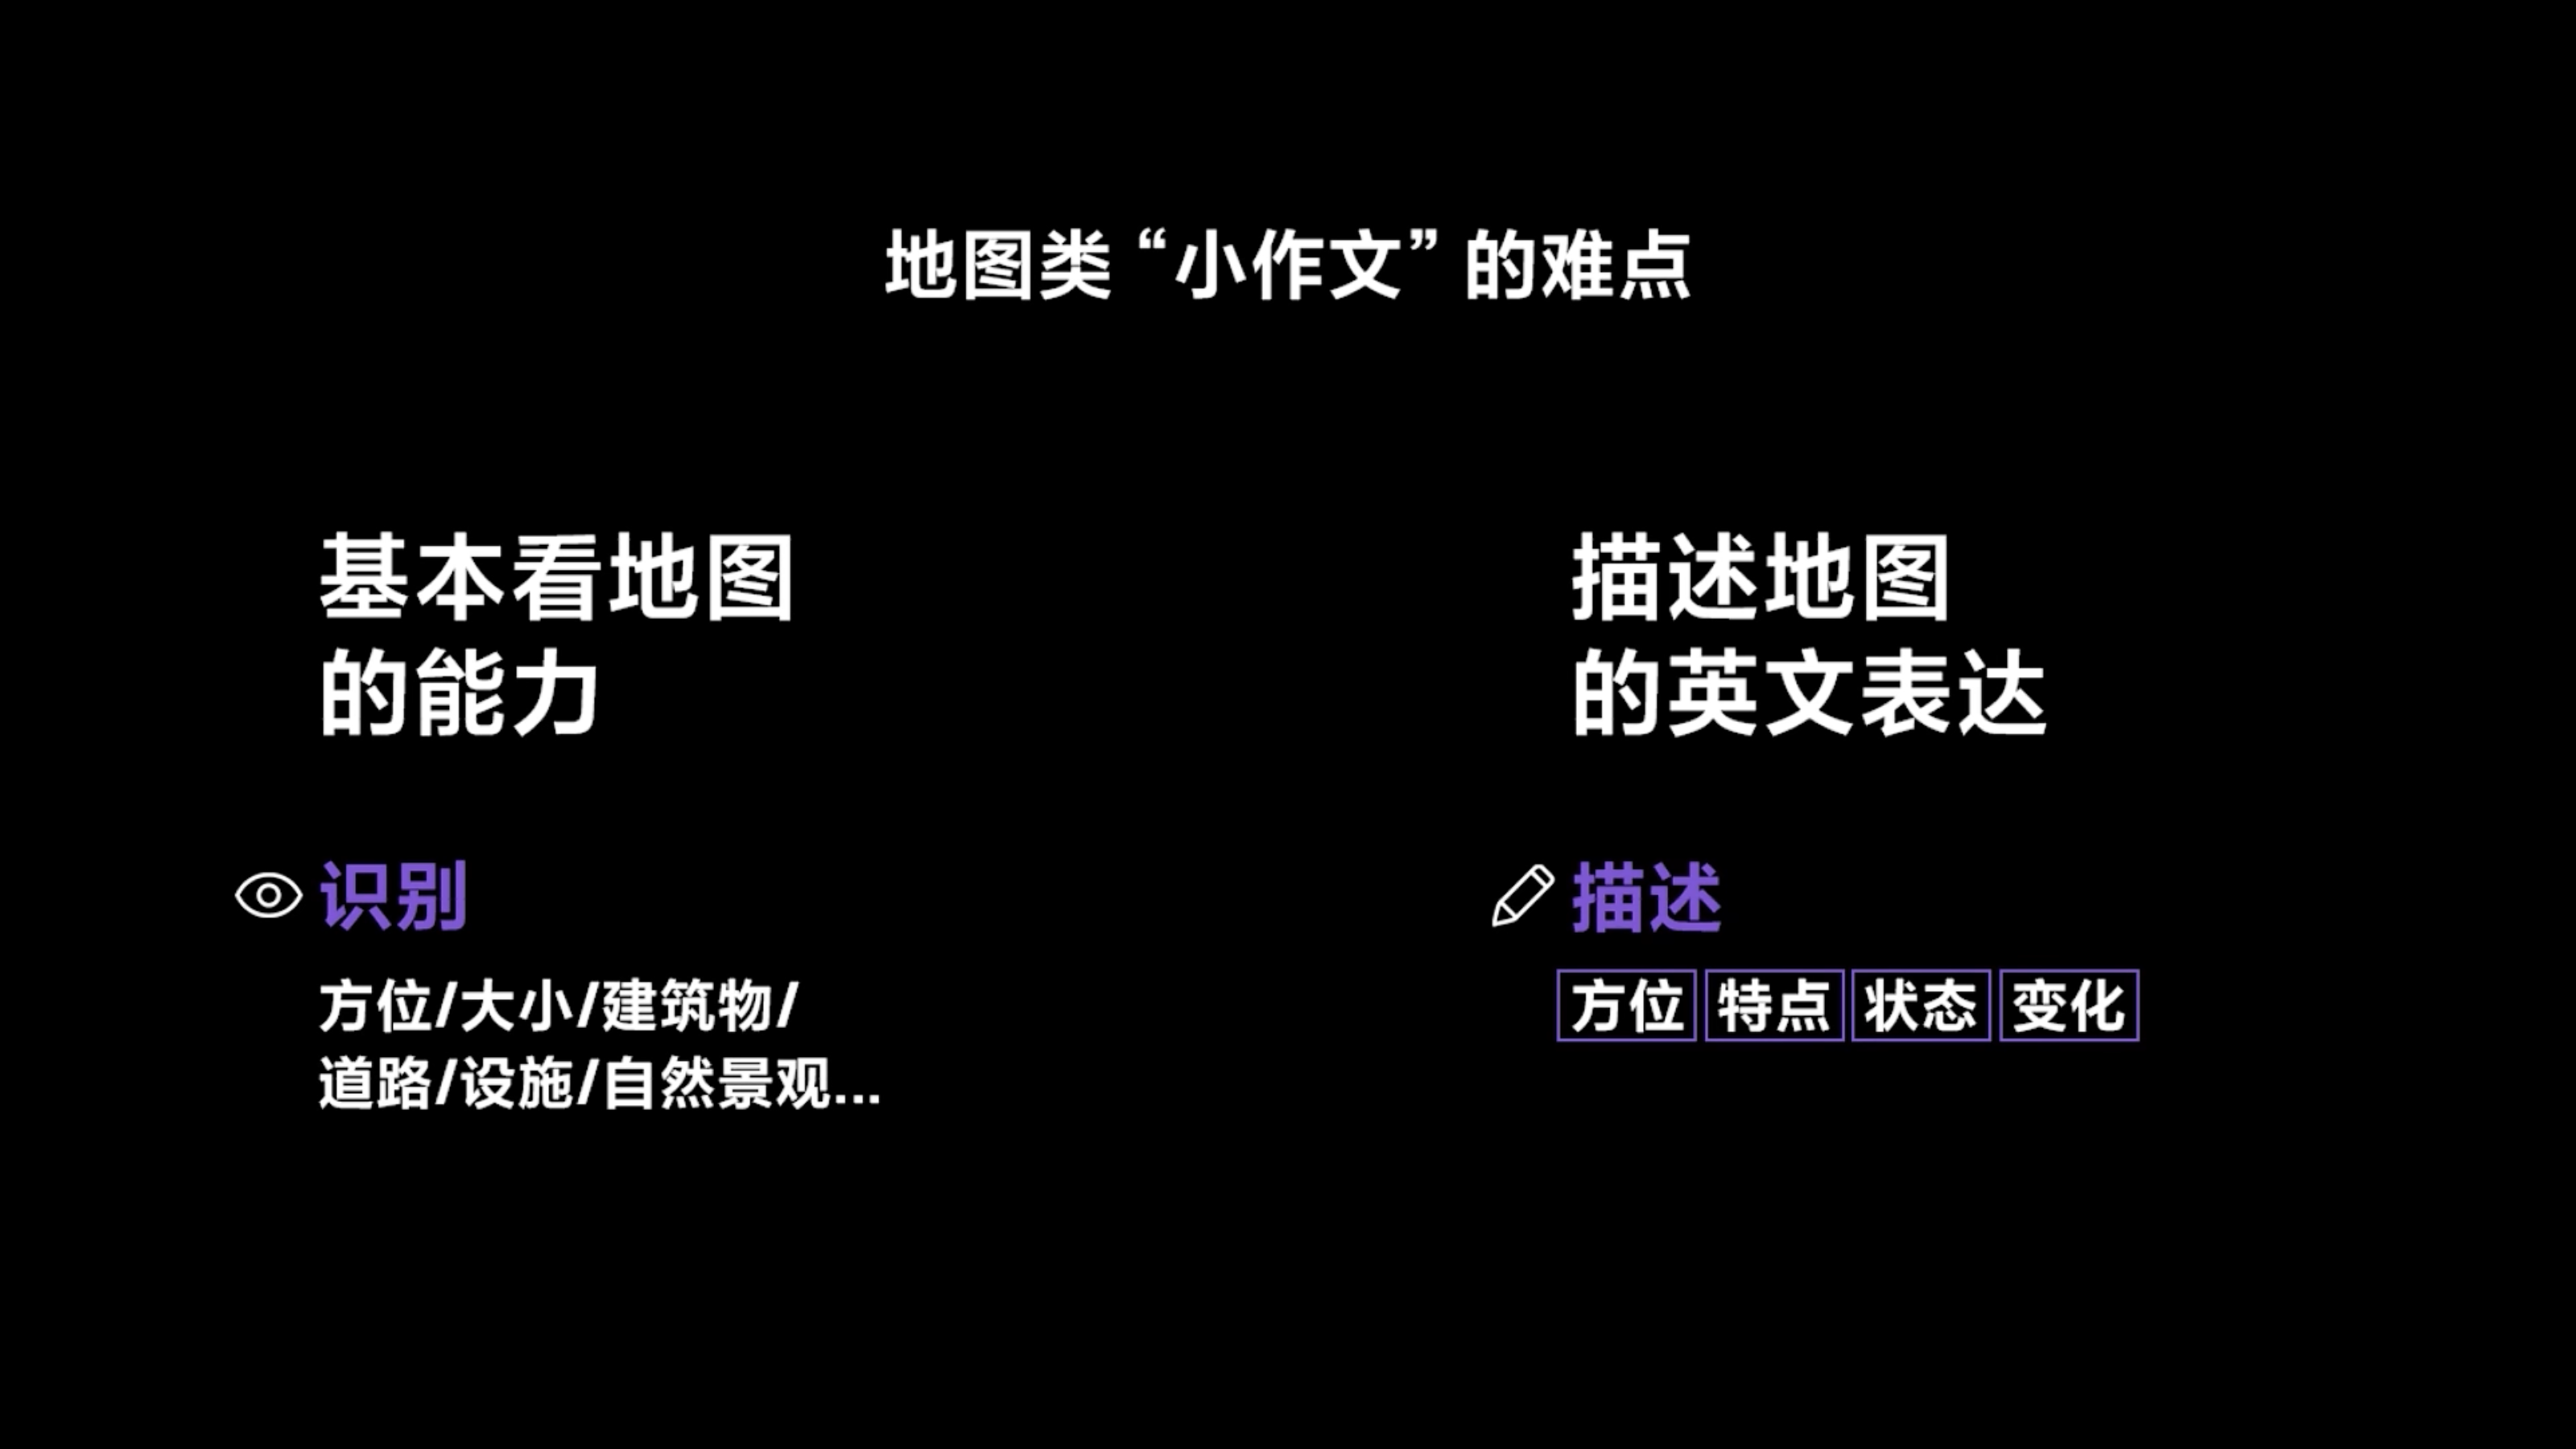 地图类“小作文”的难点
基本看地图
的能力
识别
方位/大小/建筑物/
道路/设施/自然景观...
描述地图
的英文表达
描述
方位 特点 状态 变化